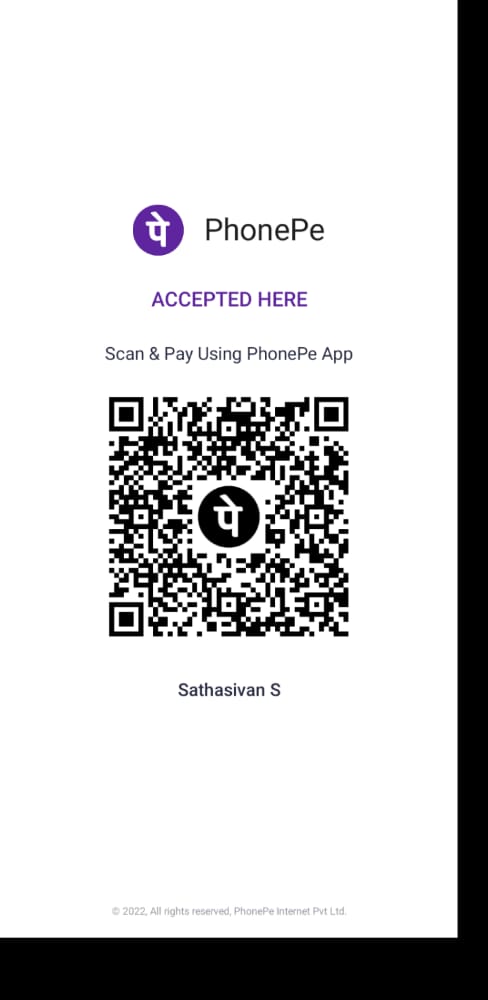 पे PhonePe
ACCEPTED HERE
Scan & Pay Using PhonePe App
पे
Sathasivan S
© 2022, All rights reserved, PhonePe Internet Pvt Ltd.